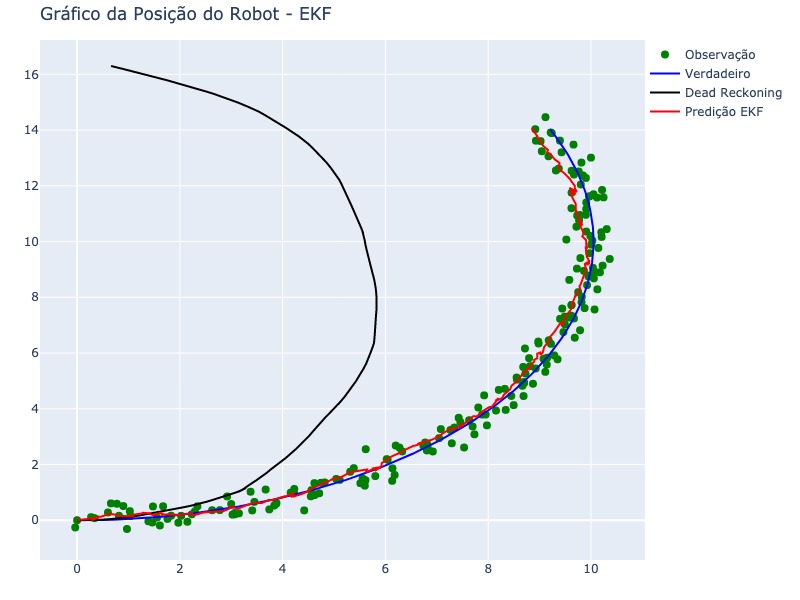 Gráfico da Posição do Robot - EKF
Observação
Verdadeiro
Dead Reckoning
Predição EKF
16
14
12
10
8
6
4
2
0
0 2 4 6 8 10